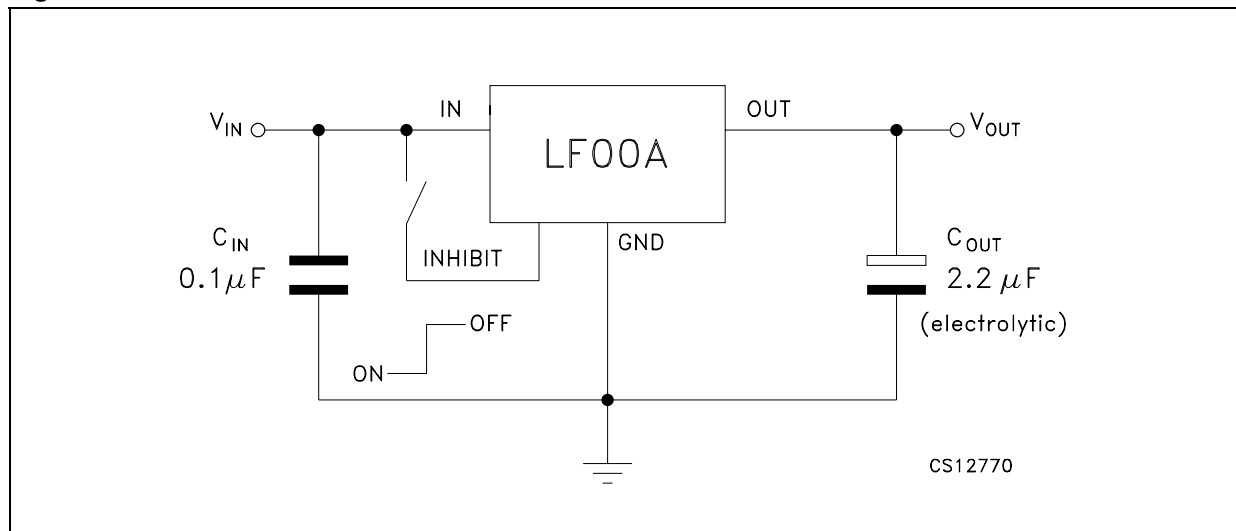 V_IN
IN
LF00A
OUT
V_OUT
C_IN
0.1μF
INHIBIT
GND
C_OUT
2.2 μF
(electrolytic)
OFF
ON
CS12770